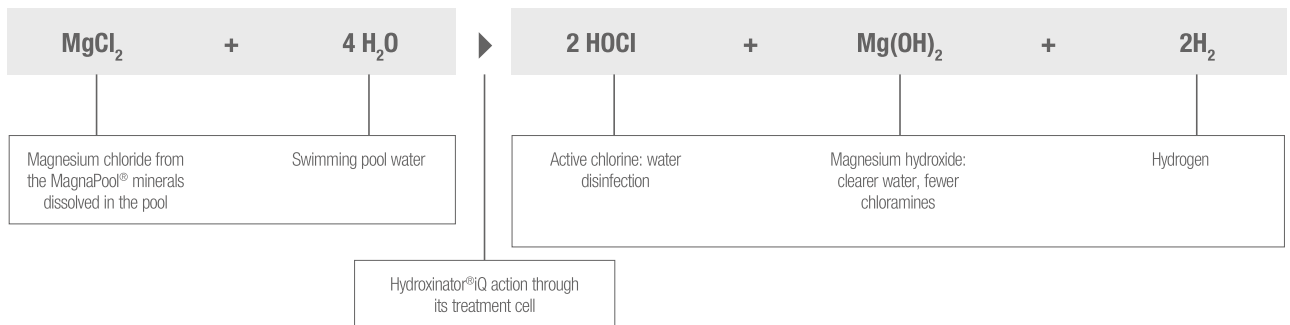 MgCl₂ + 4 H₂O ▶ 2 HOCl + Mg(OH)₂ + 2H₂
Magnesium chloride from
the MagnaPool® minerals
dissolved in the pool
Swimming pool water
Active chlorine: water
disinfection
Magnesium hydroxide:
clearer water, fewer
chloramines
Hydrogen
Hydroxinator®iQ action through
its treatment cell